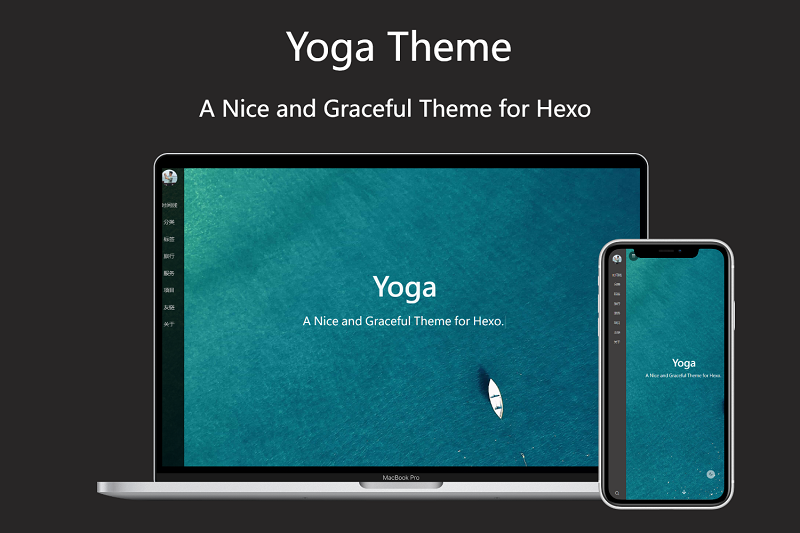 Yoga Theme
A Nice and Graceful Theme for Hexo
时间线
分类
标签
旅行
服务
项目
友链
关于
Yoga
A Nice and Graceful Theme for Hexo.
MacBook Pro
Yoga
A Nice and Graceful Theme for Hexo.